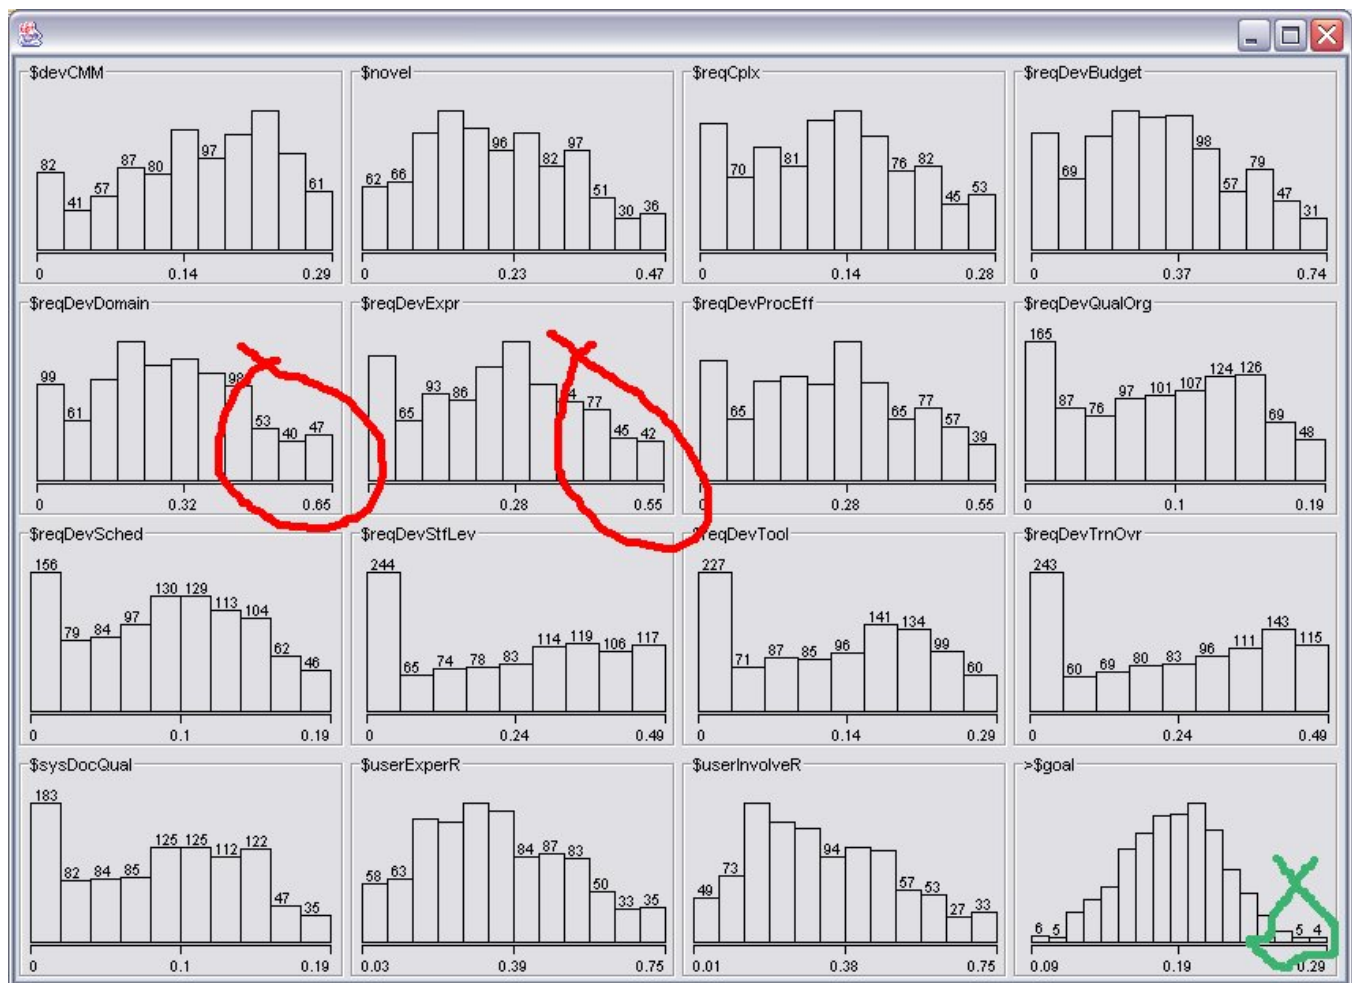 $devCMM
82 41 57 87 80 97 61
0 0.14 0.29
$novel
62 66 96 82 97 51 30 36
0 0.23 0.47
$reqCplx
70 81 76 82 45 53
0 0.14 0.28
$reqDevBudget
69 98 57 79 47 31
0 0.37 0.74
$reqDevDomain
99 61 98 53 40 47
0 0.32 0.65
$reqDevExpr
65 93 86 77 45 42
0.28 0.55
$reqDevProcEff
65 65 77 57 39
0 0.28 0.55
$reqDevQualOrg
165 87 76 97 101 107 124 126 69 48
0 0.1 0.19
$reqDevSched
156 79 84 97 130 129 113 104 62 46
0 0.1 0.19
$reqDevStfLev
244 65 74 78 83 114 119 106 117
0 0.24 0.49
$reqDevTool
227 71 87 85 96 141 134 99 60
0 0.14 0.29
$reqDevTrnOvr
243 60 69 80 83 96 111 143 115
0 0.24 0.49
$sysDocQual
183 82 84 85 125 125 112 122 47 35
0 0.1 0.19
$userExperR
58 63 84 87 83 50 33 35
0.03 0.39 0.75
$userInvolveR
49 73 94 57 53 27 33
0.01 0.38 0.75
>$goal
6 5 5 4
0.09 0.19 0.29